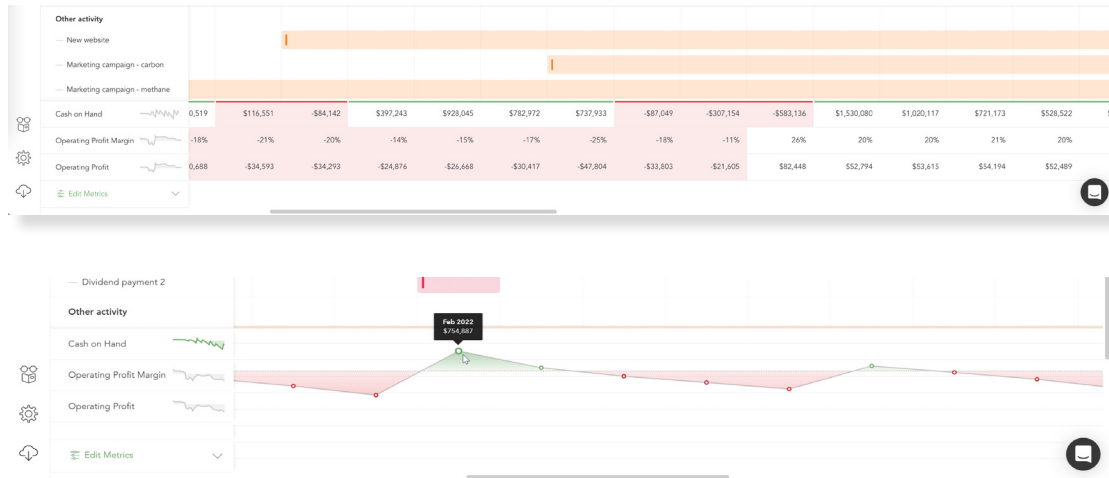 Other activity
— New website
— Marketing campaign - carbon
— Marketing campaign - methane
Cash on Hand 0,519 $116,551 -$84,142 $397,243 $928,045 $782,972 $737,933 -$87,049 -$307,154 -$583,136 $1,530,080 $1,020,117 $721,173 $528,522
Operating Profit Margin -18% -21% -20% -14% -15% -17% -25% -18% -11% 26% 20% 20% 21% 20%
Operating Profit 0,688 -$34,593 -$34,293 -$24,876 -$26,668 -$30,417 -$47,804 -$33,803 -$21,605 $82,448 $52,794 $53,615 $54,194 $52,489
Edit Metrics
— Dividend payment 2
Other activity
Feb 2022
$754,887
Cash on Hand
Operating Profit Margin
Operating Profit
Edit Metrics